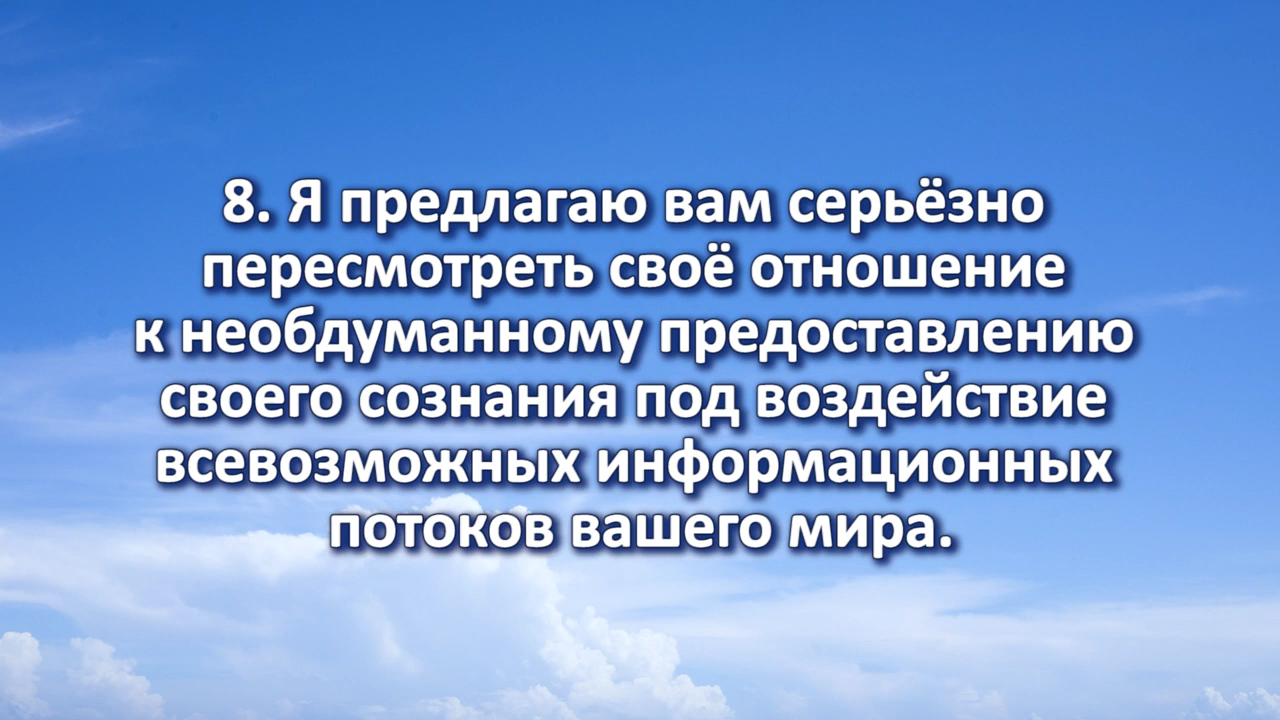 8. Я предлагаю вам серьёзно
пересмотреть своё отношение
к необдуманному предоставлению
своего сознания под воздействие
всевозможных информационных
потоков вашего мира.